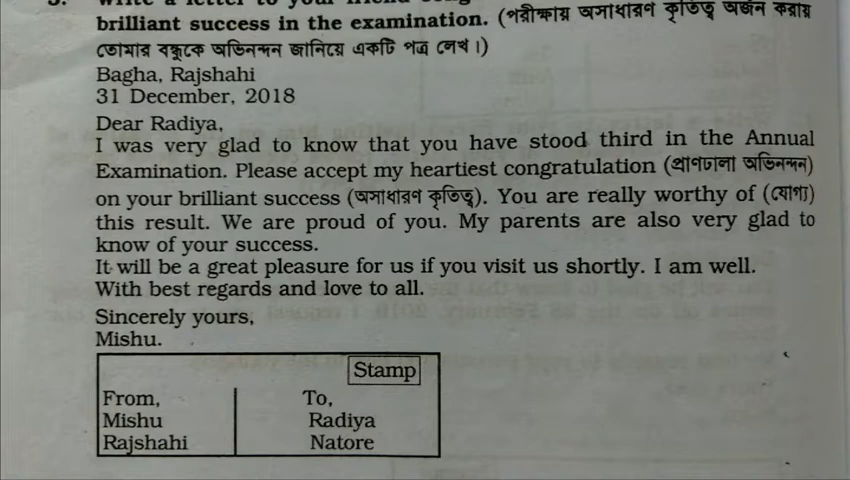 brilliant success in the examination. (পরীক্ষায় অসাধারণ কৃতিত্ব অর্জন করায়
তোমার বন্ধুকে অভিনন্দন জানিয়ে একটি পত্র লেখ।)
Bagha, Rajshahi
31 December, 2018
Dear Radiya,
I was very glad to know that you have stood third in the Annual
Examination. Please accept my heartiest congratulation (প্রাণঢালা অভিনন্দন)
on your brilliant success (অসাধারণ কৃতিত্ব). You are really worthy of (যোগ্য)
this result. We are proud of you. My parents are also very glad to
know of your success.
It will be a great pleasure for us if you visit us shortly. I am well.
With best regards and love to all.
Sincerely yours,
Mishu.
Stamp
From,
Mishu
Rajshahi
To,
Radiya
Natore